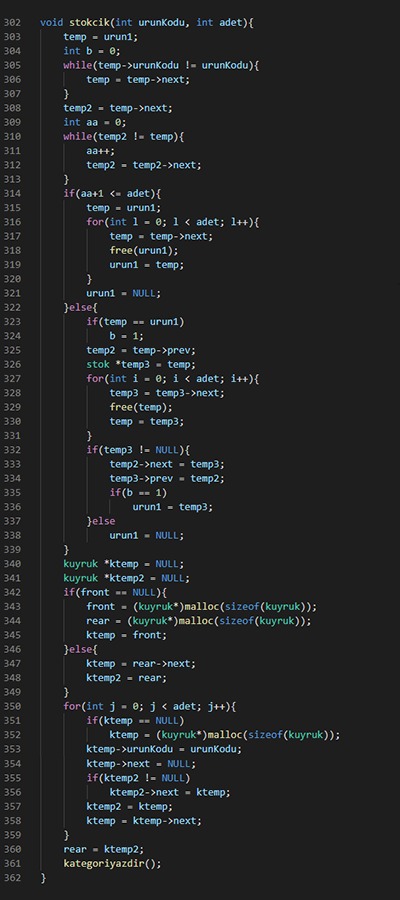 302 void stokcik(int urunKodu, int adet){
303     temp = urun1;
304     int b = 0;
305     while(temp->urunKodu != urunKodu){
306         temp = temp->next;
307     }
308     temp2 = temp->next;
309     int aa = 0;
310     while(temp2 != temp){
311         aa++;
312         temp2 = temp2->next;
313     }
314     if(aa+1 <= adet){
315         temp = urun1;
316         for(int l = 0; l < adet; l++){
317             temp = temp->next;
318             free(urun1);
319             urun1 = temp;
320         }
321         urun1 = NULL;
322     }else{
323         if(temp == urun1)
324             b = 1;
325         temp2 = temp->prev;
326         stok *temp3 = temp;
327         for(int i = 0; i < adet; i++){
328             temp3 = temp3->next;
329             free(temp);
330             temp = temp3;
331         }
332         if(temp3 != NULL){
333             temp2->next = temp3;
334             temp3->prev = temp2;
335             if(b == 1)
336                 urun1 = temp3;
337         }else
338             urun1 = NULL;
339     }
340     kuyruk *ktemp = NULL;
341     kuyruk *ktemp2 = NULL;
342     if(front == NULL){
343         front = (kuyruk*)malloc(sizeof(kuyruk));
344         rear = (kuyruk*)malloc(sizeof(kuyruk));
345         ktemp = front;
346     }else{
347         ktemp = rear->next;
348         ktemp2 = rear;
349     }
350     for(int j = 0; j < adet; j++){
351         if(ktemp == NULL)
352             ktemp = (kuyruk*)malloc(sizeof(kuyruk));
353         ktemp->urunKodu = urunKodu;
354         ktemp->next = NULL;
355         if(ktemp2 != NULL)
356             ktemp2->next = ktemp;
357         ktemp2 = ktemp;
358         ktemp = ktemp->next;
359     }
360     rear = ktemp2;
361     kategoriyazdir();
362 }